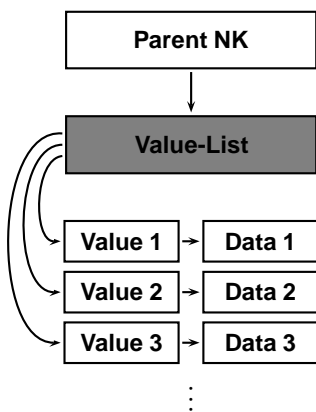 Parent NK
Value-List
Value 1 Data 1
Value 2 Data 2
Value 3 Data 3
⋮